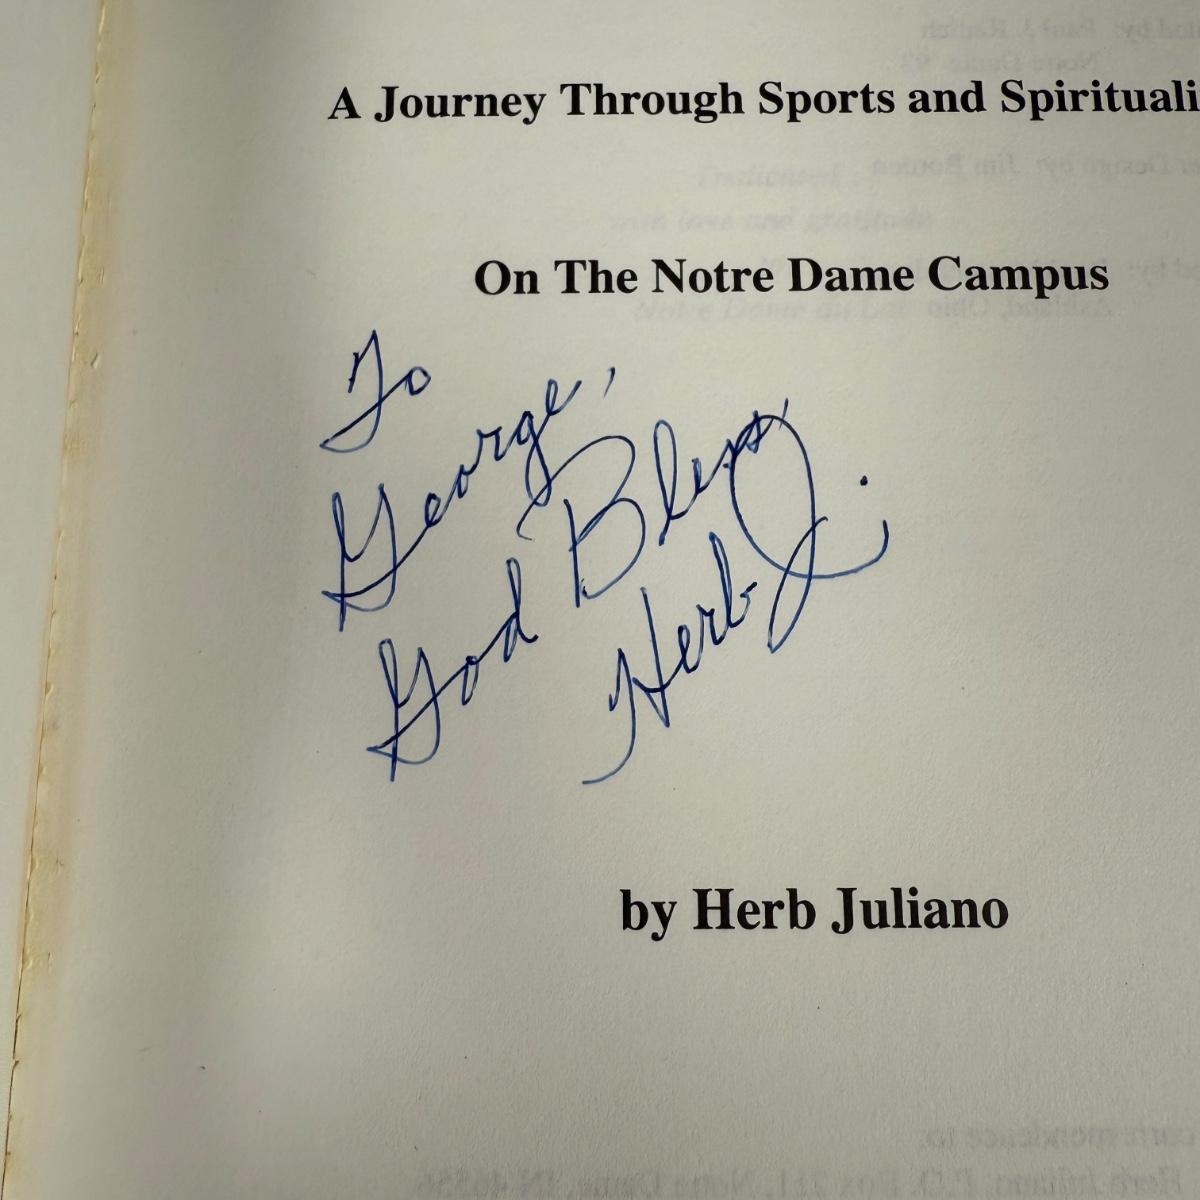 A Journey Through Sports and Spirituali
On The Notre Dame Campus
To
George,
God Bless,
Herb J.
by Herb Juliano